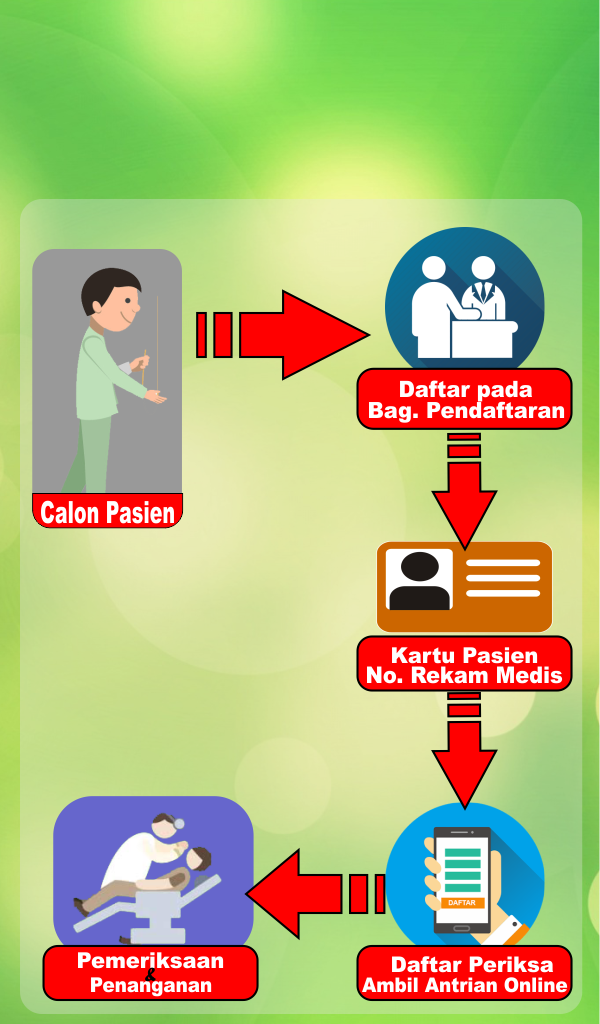 Calon Pasien
Daftar pada
Bag. Pendaftaran
Kartu Pasien
No. Rekam Medis
DAFTAR
Daftar Periksa
Ambil Antrian Online
Pemeriksaan
&
Penanganan